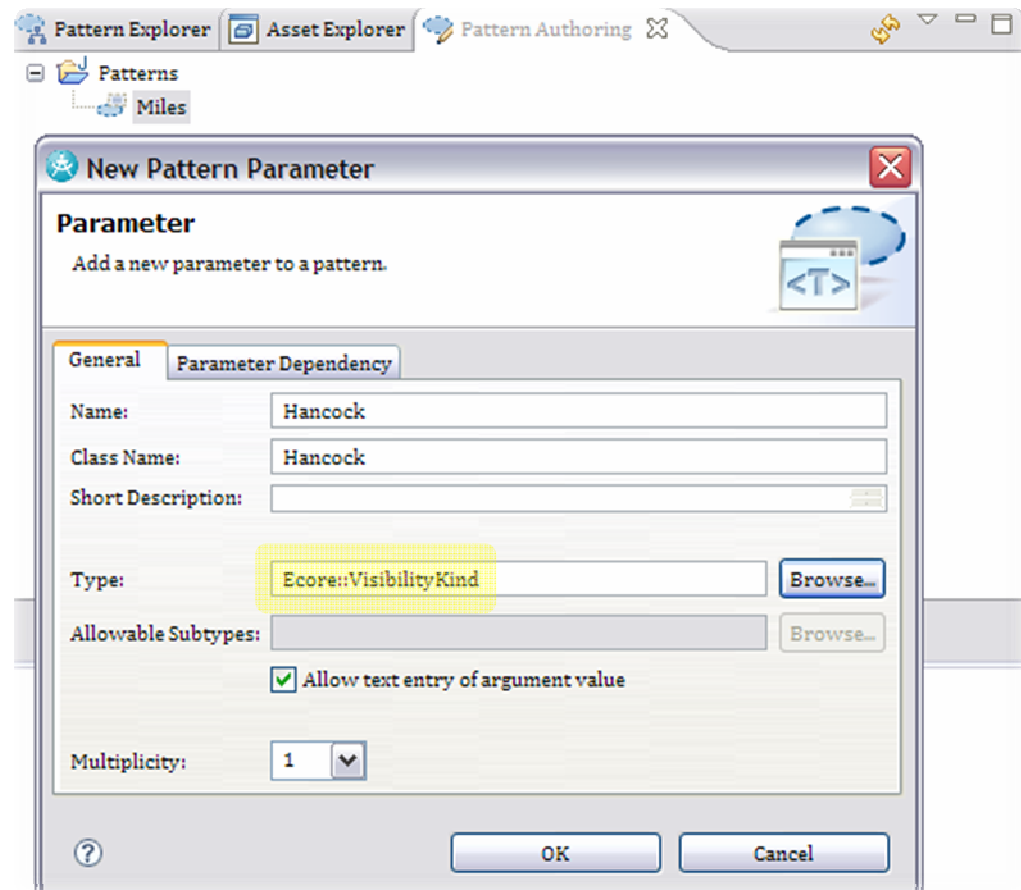 Pattern Explorer Asset Explorer Pattern Authoring
Patterns
Miles
New Pattern Parameter
Parameter
Add a new parameter to a pattern.
<T>
General Parameter Dependency
Name: Hancock
Class Name: Hancock
Short Description:
Type: Ecore::VisibilityKind Browse...
Allowable Subtypes: Browse...
Allow text entry of argument value
Multiplicity: 1
? OK Cancel